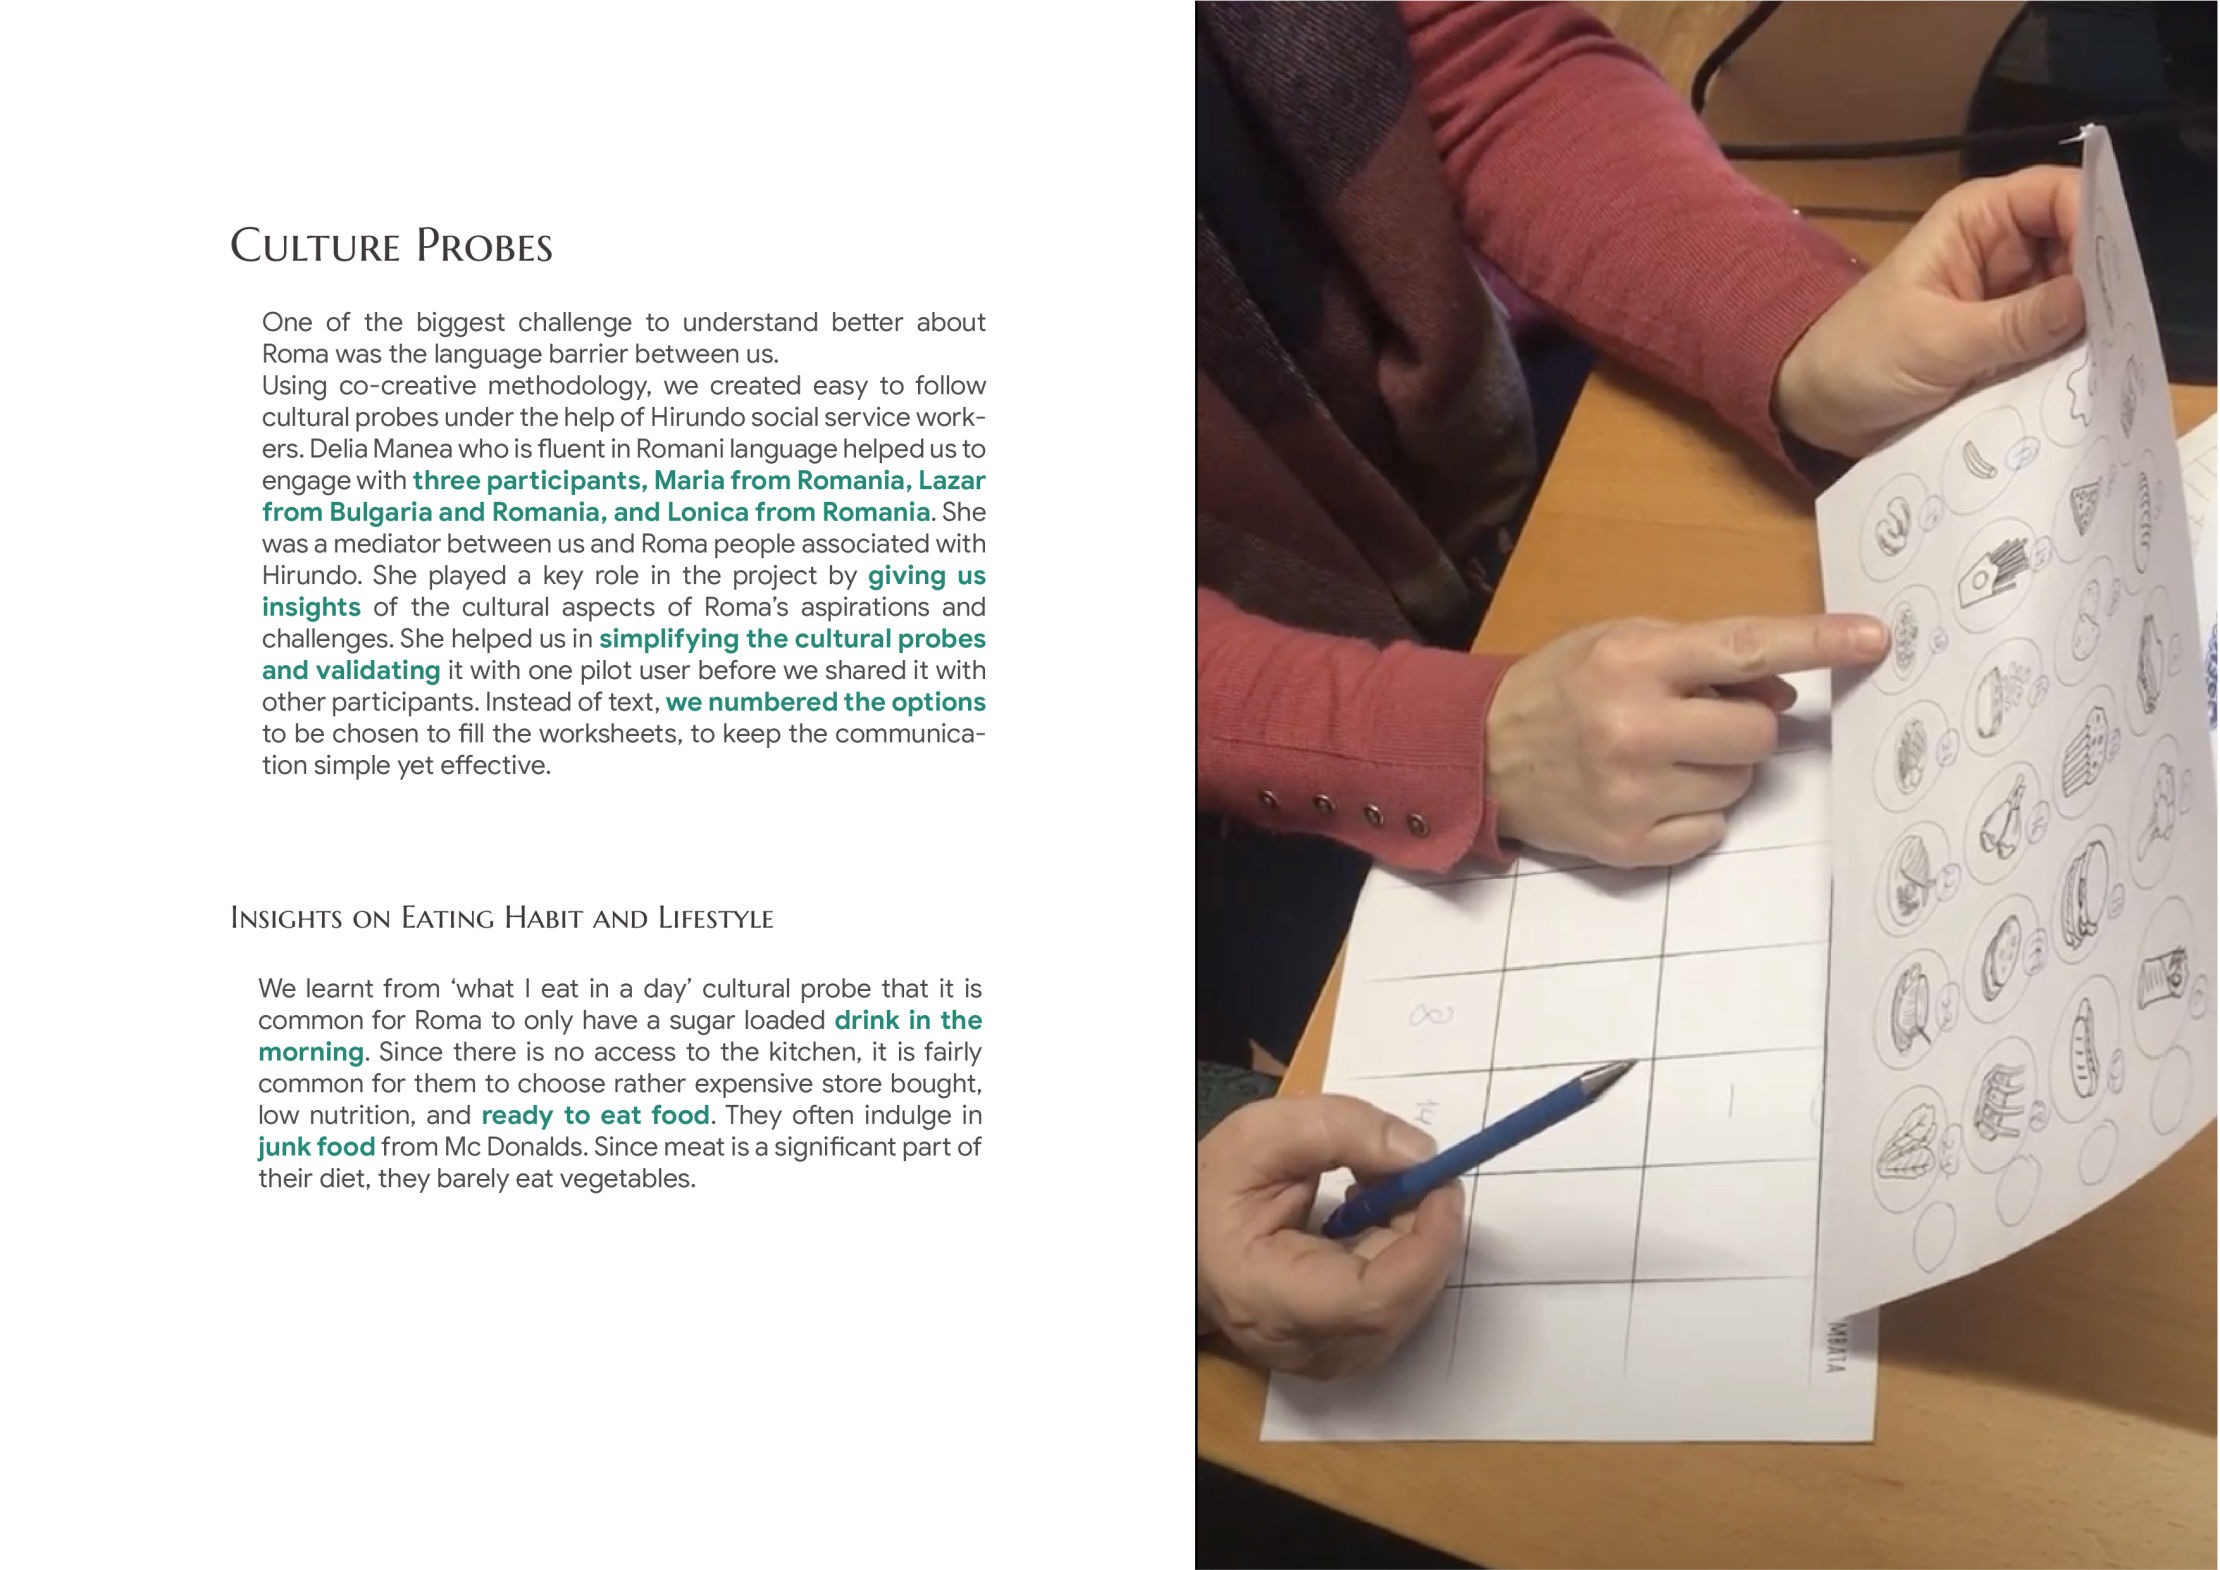 Culture Probes
One of the biggest challenge to understand better about
Roma was the language barrier between us.
Using co-creative methodology, we created easy to follow
cultural probes under the help of Hirundo social service work-
ers. Delia Manea who is fluent in Romani language helped us to
engage with three participants, Maria from Romania, Lazar
from Bulgaria and Romania, and Lonica from Romania. She
was a mediator between us and Roma people associated with
Hirundo. She played a key role in the project by giving us
insights of the cultural aspects of Roma’s aspirations and
challenges. She helped us in simplifying the cultural probes
and validating it with one pilot user before we shared it with
other participants. Instead of text, we numbered the options
to be chosen to fill the worksheets, to keep the communica-
tion simple yet effective.
Insights on Eating Habit and Lifestyle
We learnt from ‘what I eat in a day’ cultural probe that it is
common for Roma to only have a sugar loaded drink in the
morning. Since there is no access to the kitchen, it is fairly
common for them to choose rather expensive store bought,
low nutrition, and ready to eat food. They often indulge in
junk food from Mc Donalds. Since meat is a significant part of
their diet, they barely eat vegetables.
8
14
1